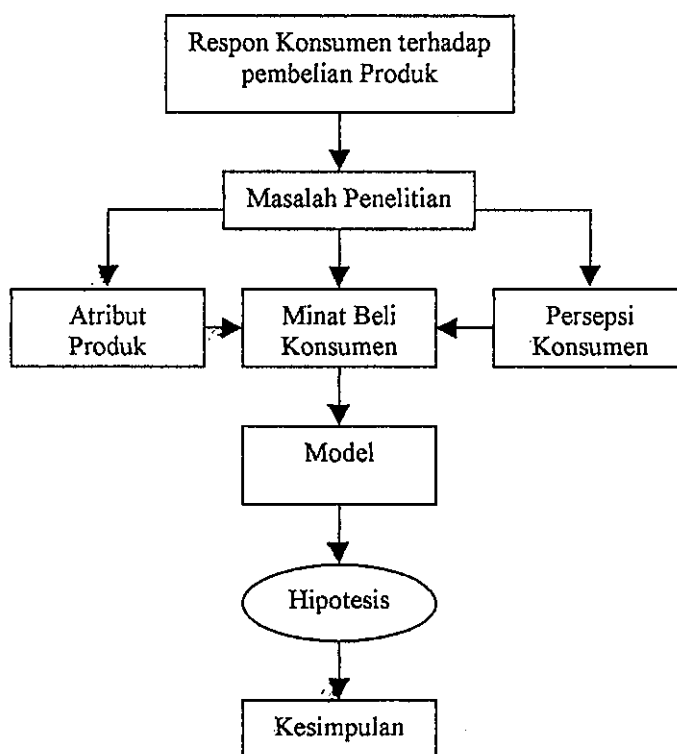 Respon Konsumen terhadap
pembelian Produk
Masalah Penelitian
Atribut
Produk
Minat Beli
Konsumen
Persepsi
Konsumen
Model
Hipotesis
Kesimpulan